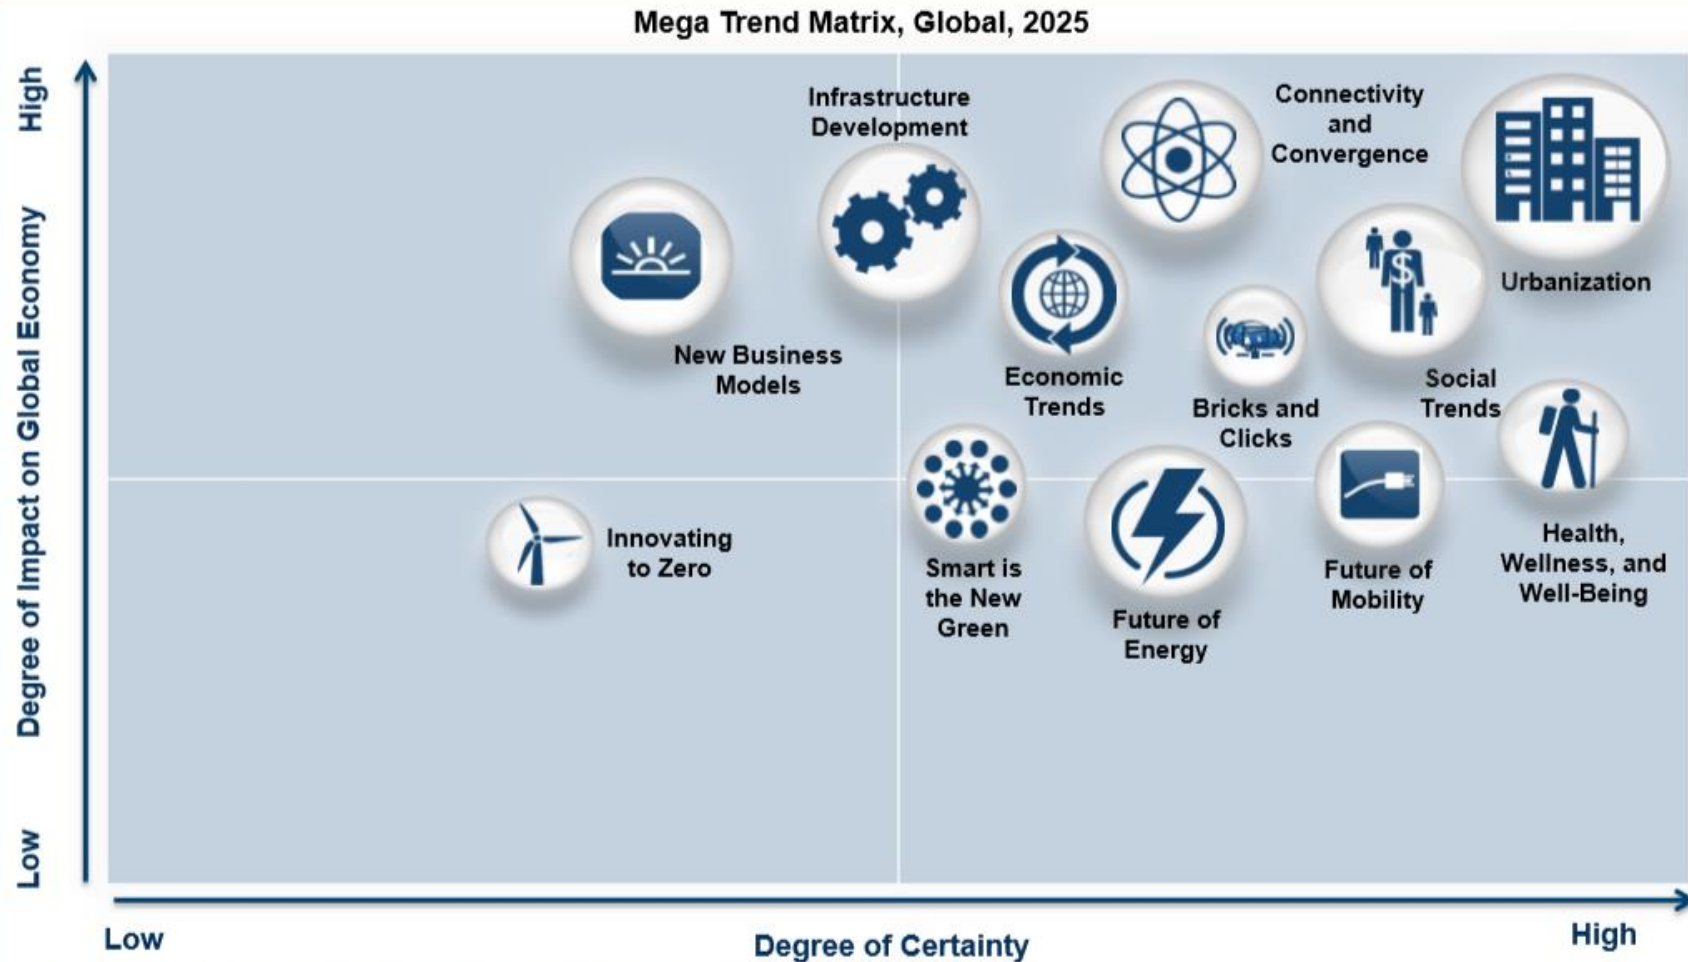 Mega Trend Matrix, Global, 2025
High
Degree of Impact on Global Economy
Low
Infrastructure
Development
Connectivity
and
Convergence
Urbanization
New Business
Models
Economic
Trends
Bricks and
Clicks
$
Social
Trends
Innovating
to Zero
Smart is
the New
Green
Future of
Energy
Future of
Mobility
Health,
Wellness, and
Well-Being
Low
Degree of Certainty
High